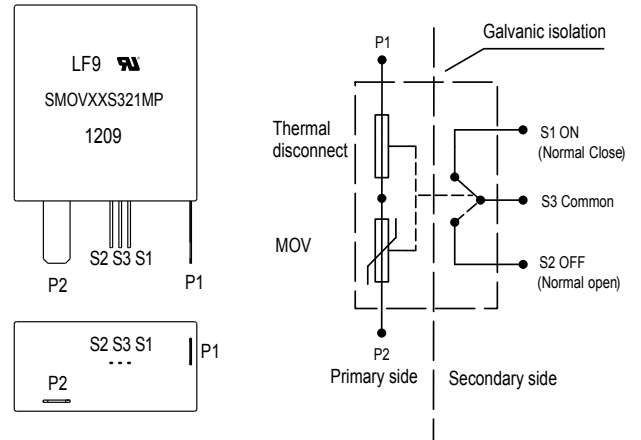 LF9
SMOVXXS321MP
1209
S2 S3 S1
P2
P1
S2 S3 S1
P1
P2
Galvanic isolation
P1
Thermal
disconnect
S1 ON
(Normal Close)
S3 Common
MOV
S2 OFF
(Normal open)
P2
Primary side
Secondary side